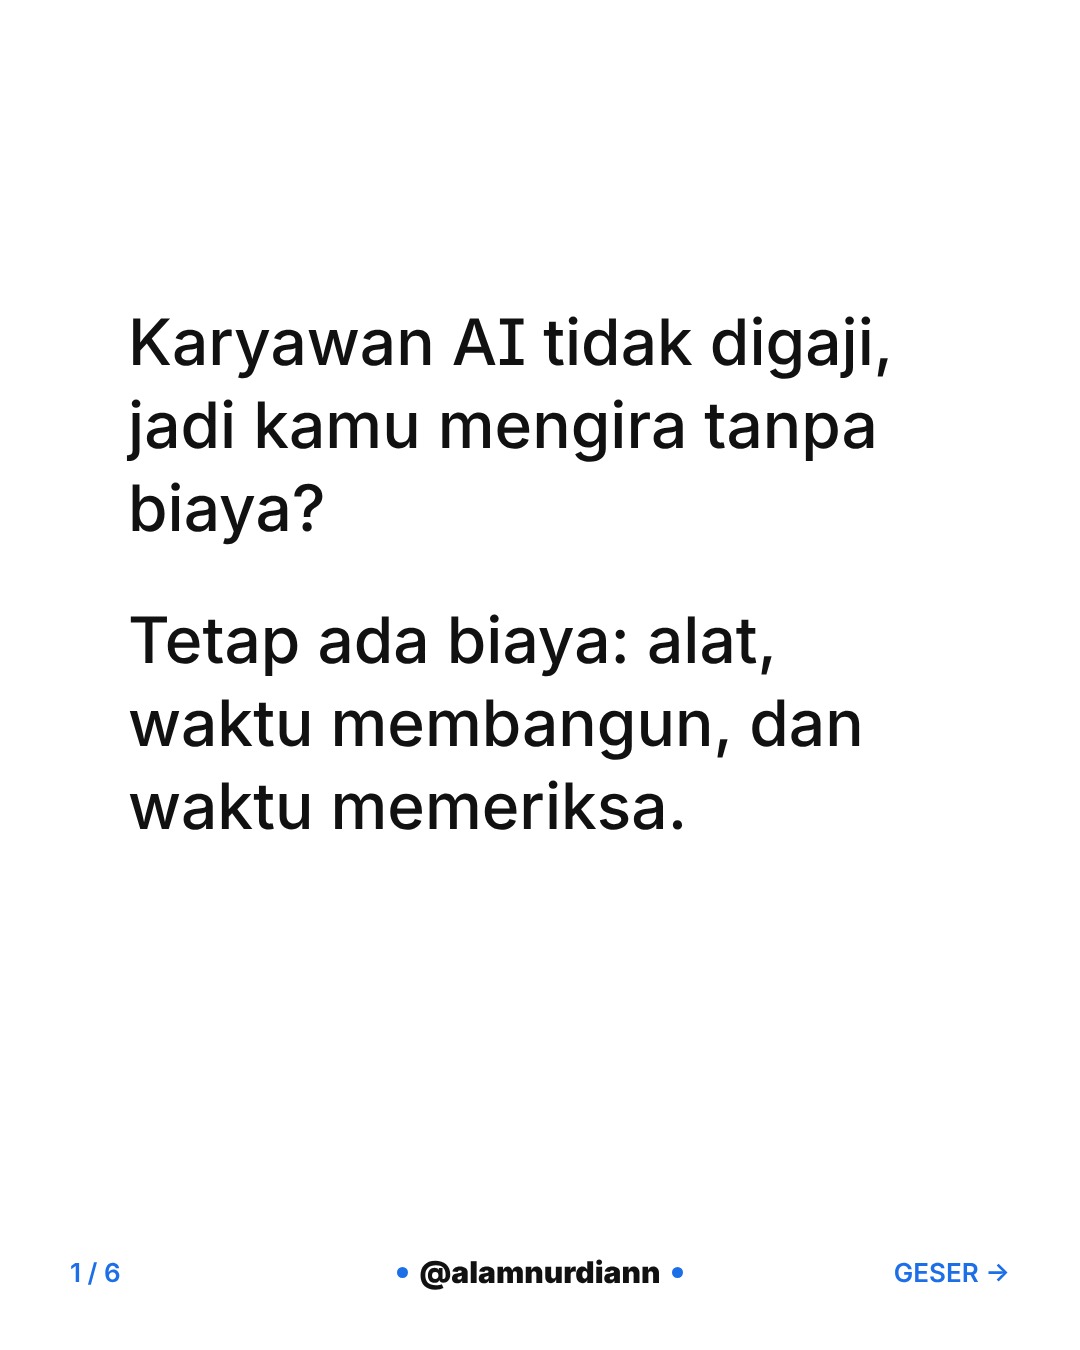 Karyawan AI tidak digaji,
jadi kamu mengira tanpa
biaya?
Tetap ada biaya: alat,
waktu membangun, dan
waktu memeriksa.
1 / 6
• @alamnurdiann •
GESER →